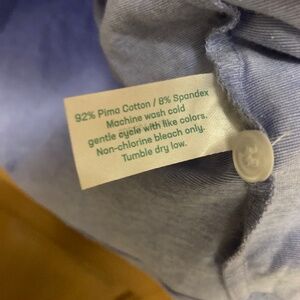 92% Pima Cotton / 8% Spandex
Machine wash cold
gentle cycle with like colors.
Non-chlorine bleach only.
Tumble dry low.